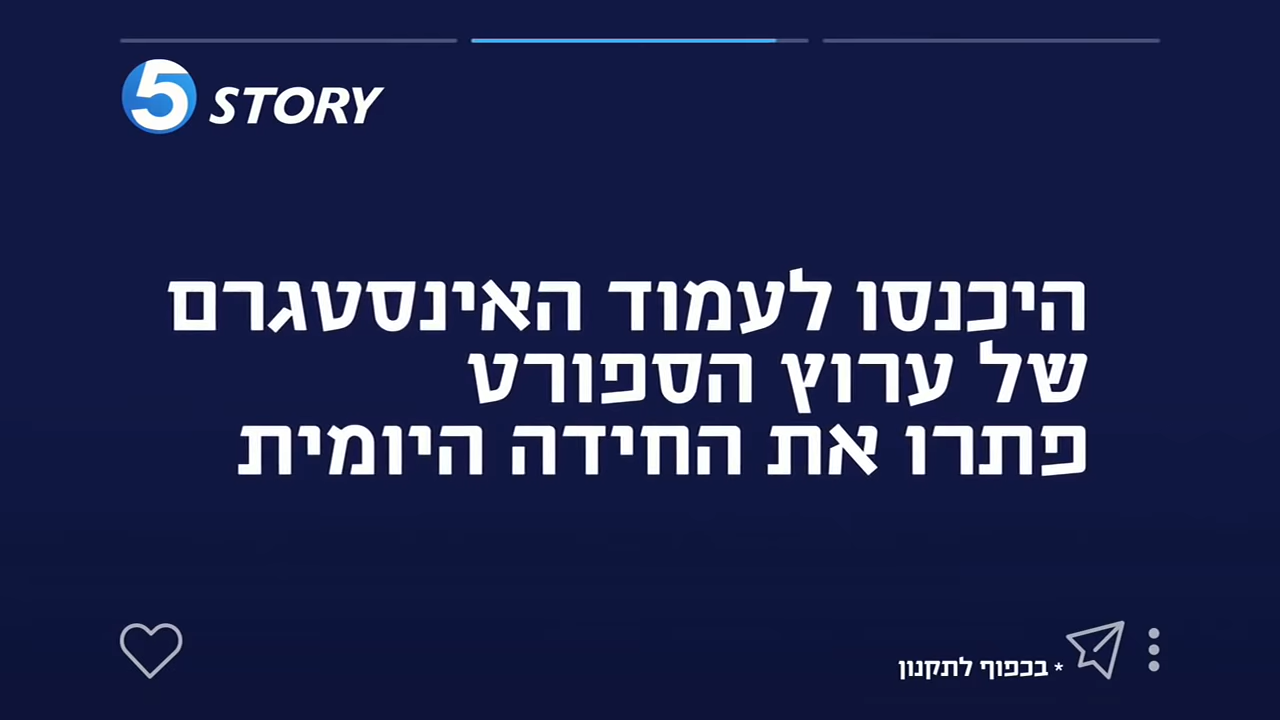 5 STORY
היכנסו לעמוד האינסטגרם
של ערוץ הספורט
פתרו את החידה היומית
* בכפוף לתקנון